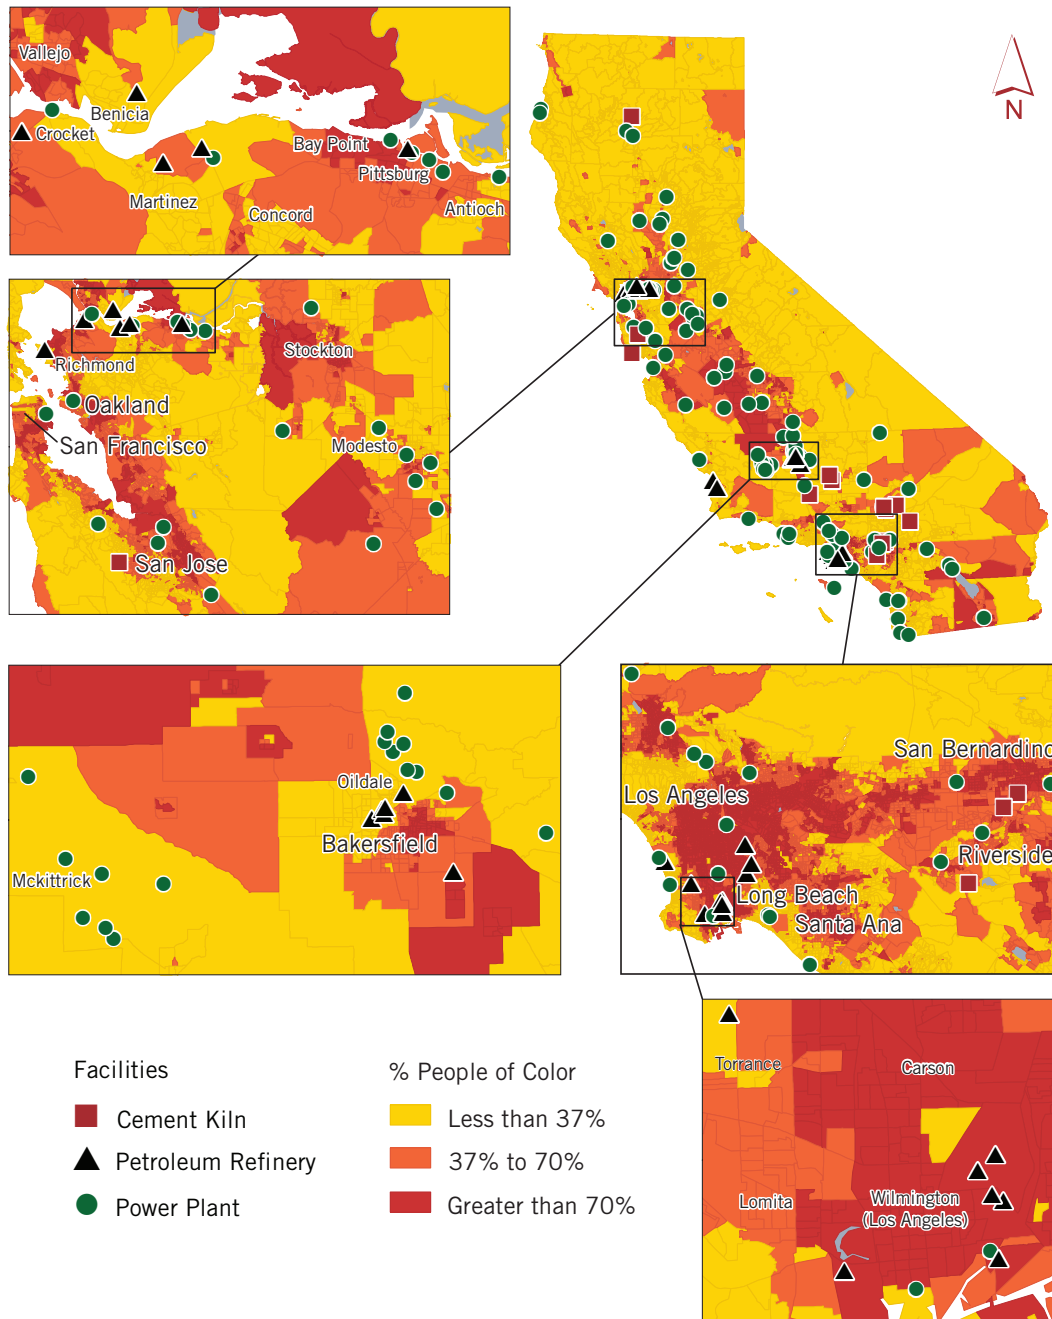 Vallejo
Benicia
Crocket
Bay Point
Pittsburg
Martinez
Concord
Antioch
N
Stockton
Richmond
Oakland
San Francisco
Modesto
San Jose
Oildale
Bakersfield
Mckittrick
San Bernardino
Los Angeles
Riverside
Long Beach
Santa Ana
Torrance
Carson
Lomita
Wilmington
(Los Angeles)
Facilities
Cement Kiln
Petroleum Refinery
Power Plant
% People of Color
Less than 37%
37% to 70%
Greater than 70%